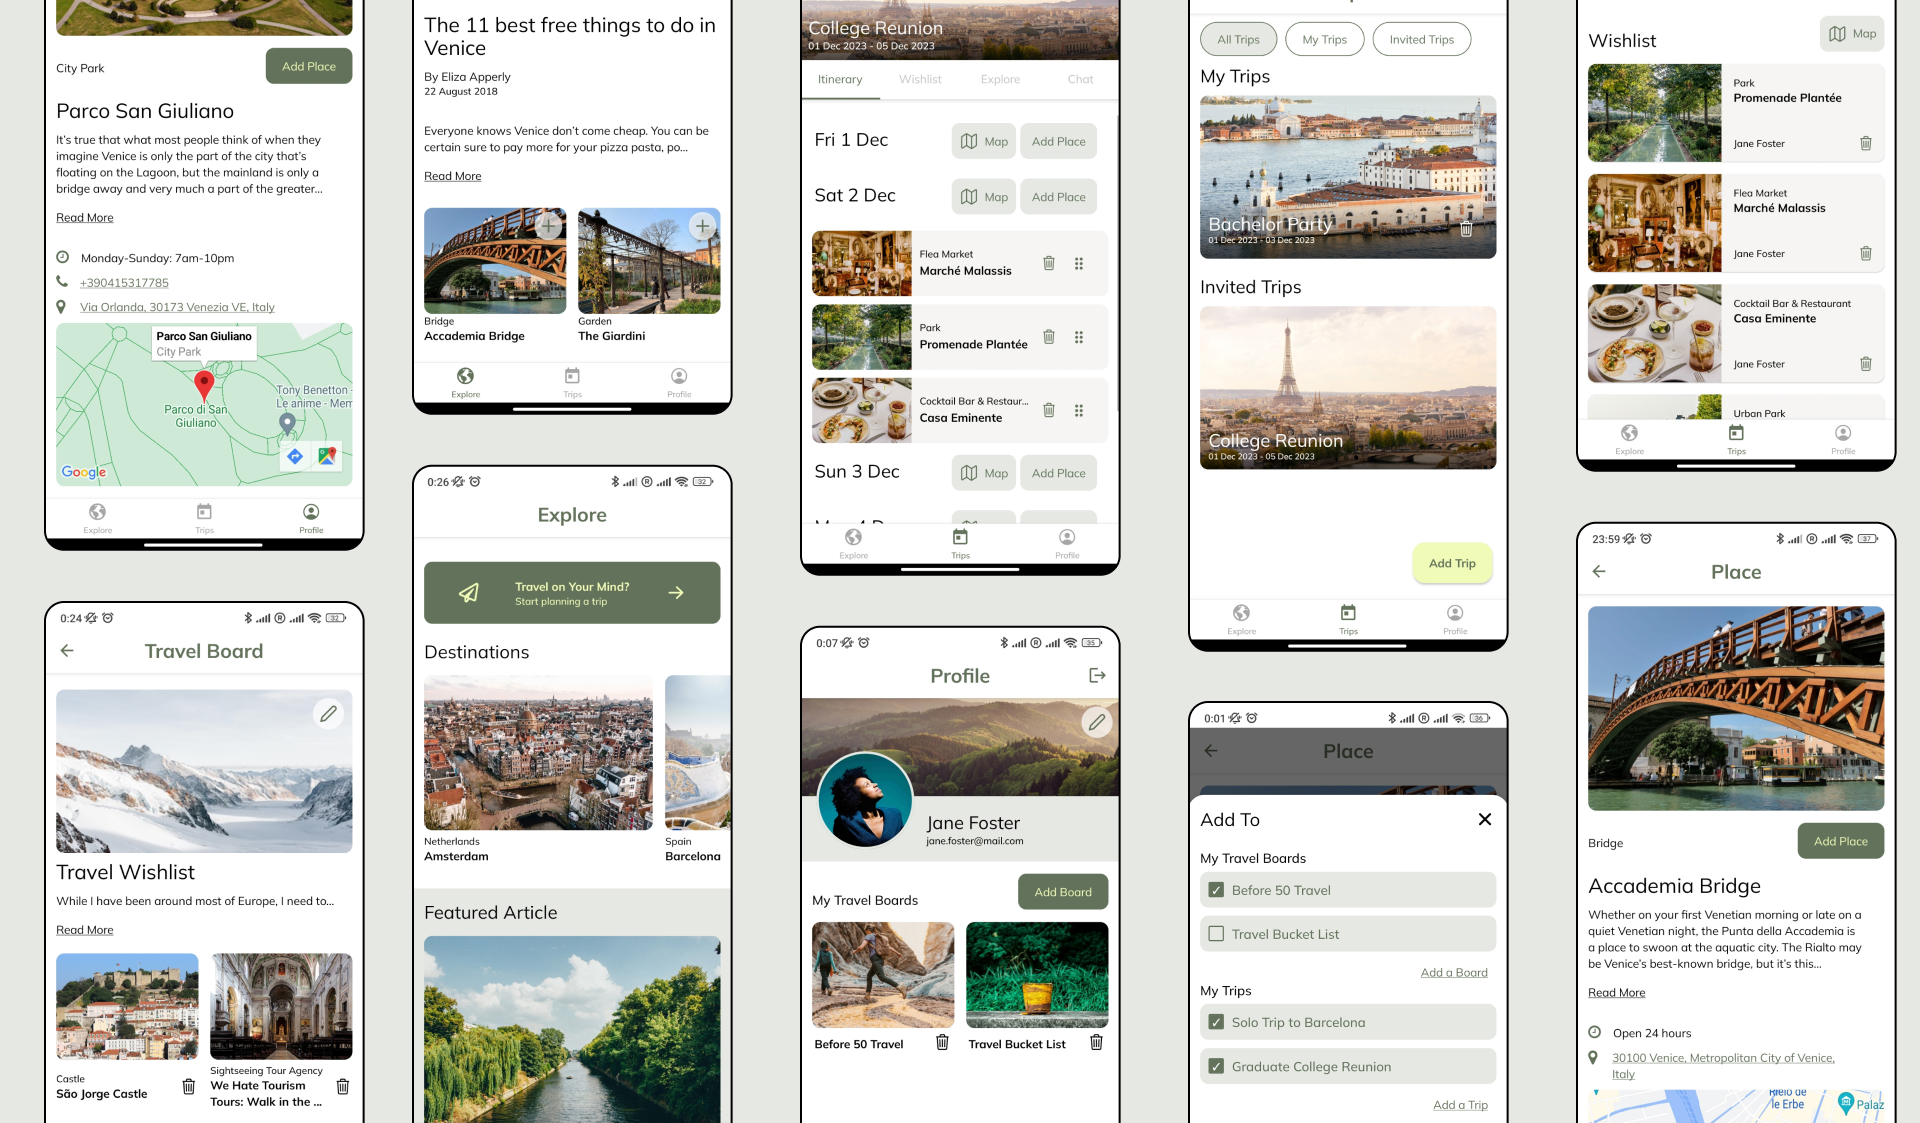 City Park
Add Place
Parco San Giuliano
It's true that what most people think of when they
imagine Venice is only the part of the city that's
floating on the Lagoon, but the mainland is only a
bridge away and very much a part of the greater...
Read More
Monday-Sunday: 7am-10pm
+390415317785
Via Orlanda, 30173 Venezia VE, Italy
Parco San Giuliano
City Park
Tony Benetton -
Le anime - Mem
Parco di San
Giuliano
Google
Explore
Trips
Profile
0:24
32
Travel Board
Travel Wishlist
While I have been around most of Europe, I need to...
Read More
Castle
São Jorge Castle
Sightseeing Tour Agency
We Hate Tourism
Tours: Walk in the ...
The 11 best free things to do in
Venice
By Eliza Apperly
22 August 2018
Everyone knows Venice don't come cheap. You can be
certain sure to pay more for your pizza pasta, po...
Read More
Bridge
Accademia Bridge
Garden
The Giardini
Explore
Trips
Profile
0:26
R
32
Explore
Travel on Your Mind?
Start planning a trip
Destinations
Netherlands
Amsterdam
Spain
Barcelona
Featured Article
College Reunion
01 Dec 2023 - 05 Dec 2023
Itinerary
Wishlist
Explore
Chat
Fri 1 Dec
Map
Add Place
Sat 2 Dec
Map
Add Place
Flea Market
Marché Malassis
Park
Promenade Plantée
Cocktail Bar & Restaur...
Casa Eminente
Sun 3 Dec
Map
Add Place
Explore
Trips
Profile
0:07
R
35
Profile
Jane Foster
jane.foster@mail.com
My Travel Boards
Add Board
Before 50 Travel
Travel Bucket List
All Trips
My Trips
Invited Trips
My Trips
Bachelor Party
01 Dec 2023 - 03 Dec 2023
Invited Trips
College Reunion
01 Dec 2023 - 05 Dec 2023
Add Trip
Explore
Trips
Profile
0:01
R
36
Place
Add To
My Travel Boards
Before 50 Travel
Travel Bucket List
Add a Board
My Trips
Solo Trip to Barcelona
Graduate College Reunion
Add a Trip
Wishlist
Map
Park
Promenade Plantée
Jane Foster
Flea Market
Marché Malassis
Jane Foster
Cocktail Bar & Restaurant
Casa Eminente
Jane Foster
Urban Park
Explore
Trips
Profile
23:59
R
37
Place
Bridge
Add Place
Accademia Bridge
Whether on your first Venetian morning or late on a
quiet Venetian night, the Punta della Accademia is
a place to swoon at the aquatic city. The Rialto may
be Venice's best-known bridge, but it's this...
Read More
Open 24 hours
30100 Venice, Metropolitan City of Venice,
Italy
le Erbe
Palaz